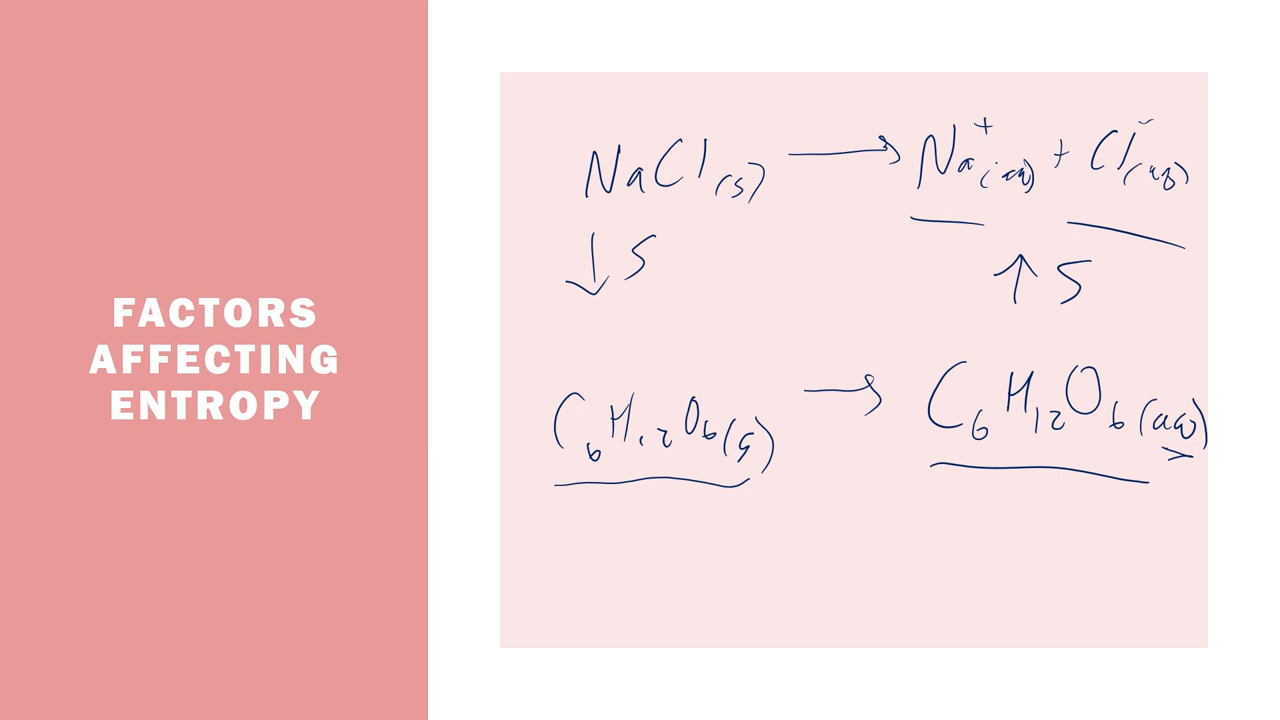 FACTORS
AFFECTING
ENTROPY
NaCl(s) → Na⁺(aq) + Cl⁻(aq)
↓ S ↑ S
C₆H₁₂O₆(s) → C₆H₁₂O₆(aq)